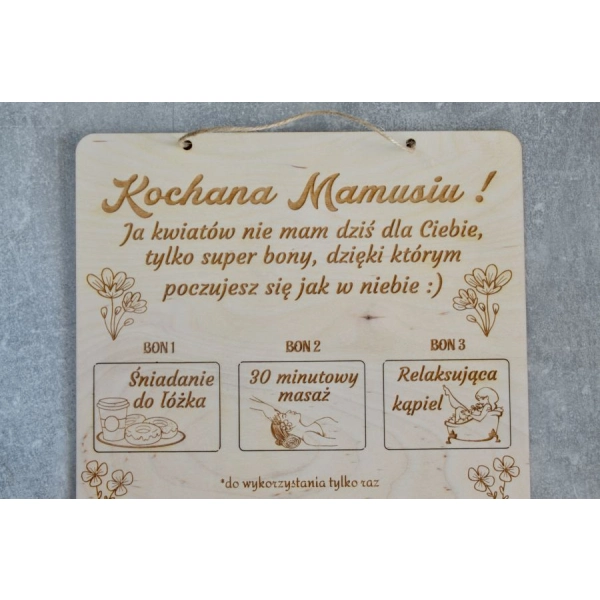 Kochana Mamusiu !
Ja kwiatów nie mam dziś dla Ciebie,
tylko super bony, dzięki którym
poczujesz się jak w niebie :)
BON 1
BON 2
BON 3
Śniadanie
do łóżka
30 minutowy
masaż
Relaksująca
kąpiel
*do wykorzystania tylko raz